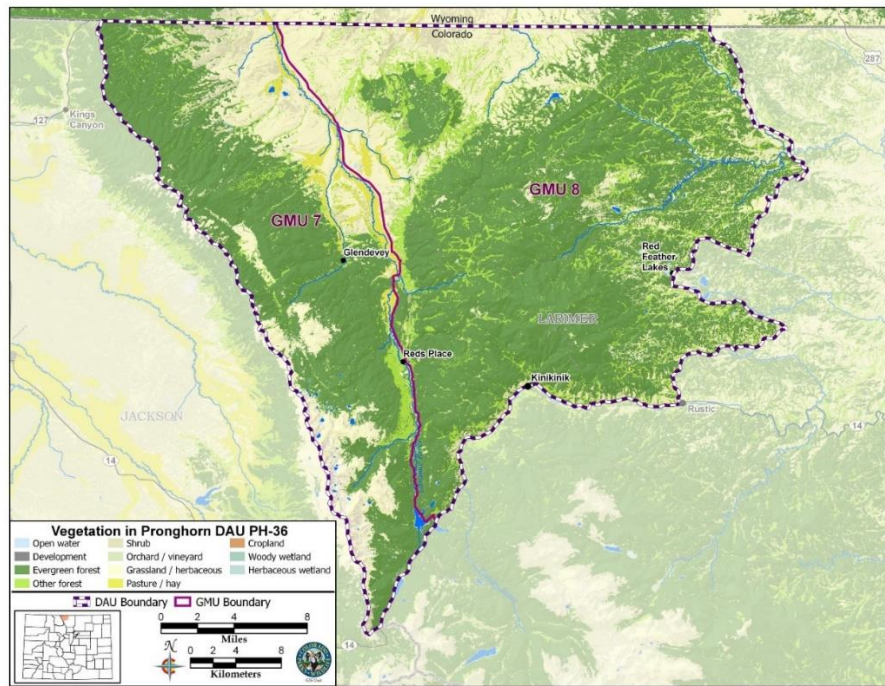 Wyoming
Colorado
287
Kings
Canyon
127
GMU 7
GMU 8
Glendevey
Red
Feather
Lakes
LARIMER
Reds Place
Kinikinik
Rustic
JACKSON
14
14
14
Vegetation in Pronghorn DAU PH-36
Open water
Shrub
Cropland
Development
Orchard / vineyard
Woody wetland
Evergreen forest
Grassland / herbaceous
Herbaceous wetland
Other forest
Pasture / hay
DAU Boundary
GMU Boundary
0 2 4 8
Miles
N
0 2 4 8
Kilometers